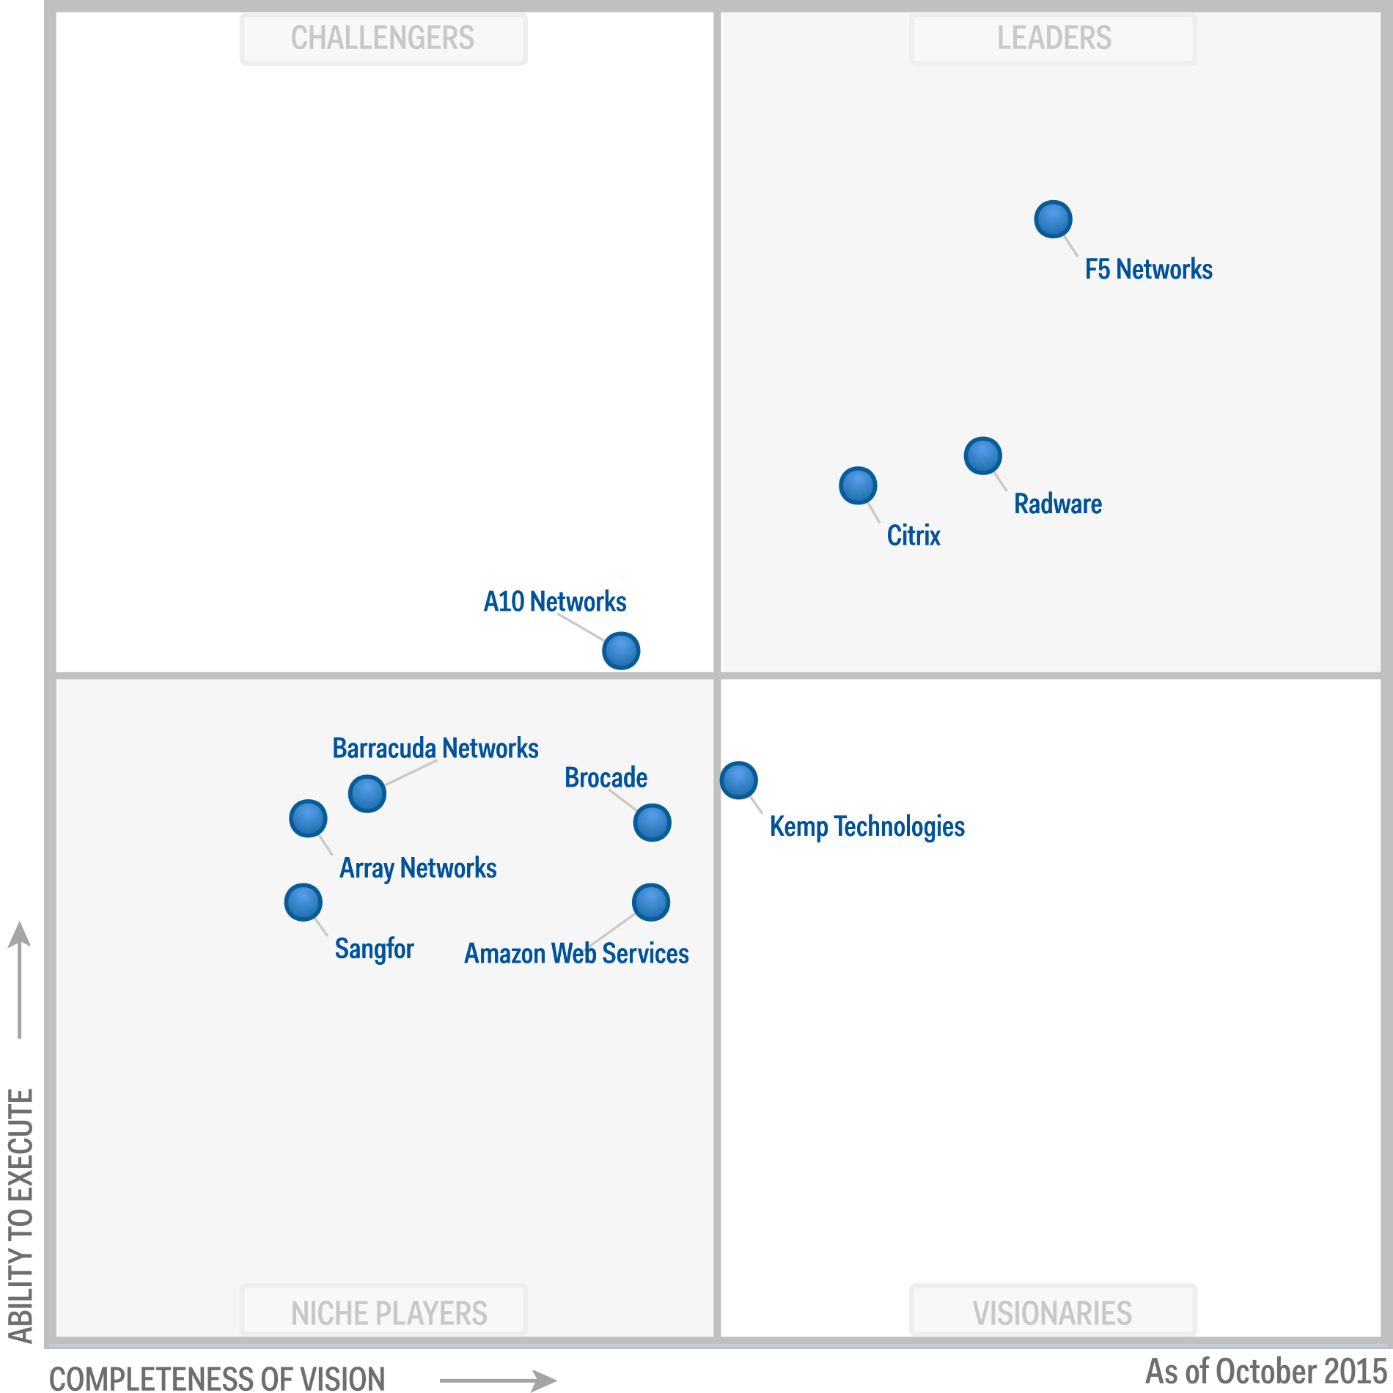 CHALLENGERS
LEADERS
F5 Networks
Radware
Citrix
A10 Networks
Barracuda Networks
Brocade
Kemp Technologies
Array Networks
Sangfor
Amazon Web Services
ABILITY TO EXECUTE
NICHE PLAYERS
VISIONARIES
COMPLETENESS OF VISION
As of October 2015